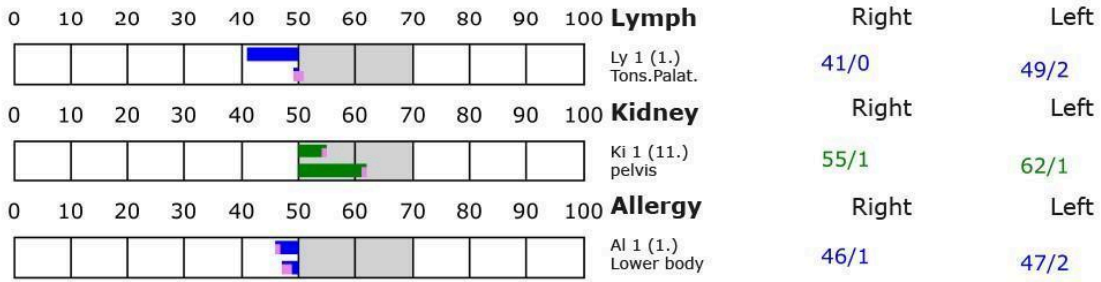 0 10 20 30 40 50 60 70 80 90 100 Lymph Right Left
Ly 1 (1.) 41/0 49/2
Tons.Palat.
0 10 20 30 40 50 60 70 80 90 100 Kidney Right Left
Ki 1 (11.) 55/1 62/1
pelvis
0 10 20 30 40 50 60 70 80 90 100 Allergy Right Left
Al 1 (1.) 46/1 47/2
Lower body